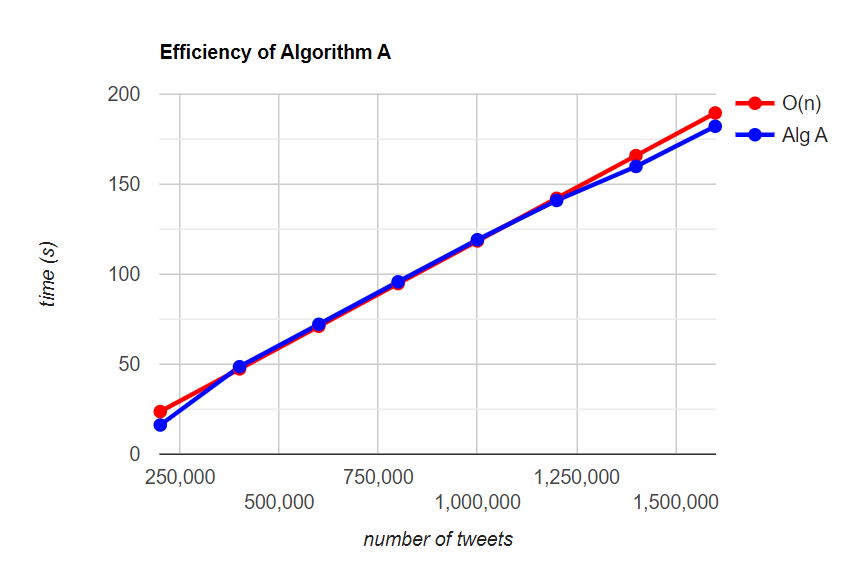 Efficiency of Algorithm A
200
150
100
50
0
time (s)
250,000
750,000
1,250,000
500,000
1,000,000
1,500,000
number of tweets
O(n)
Alg A